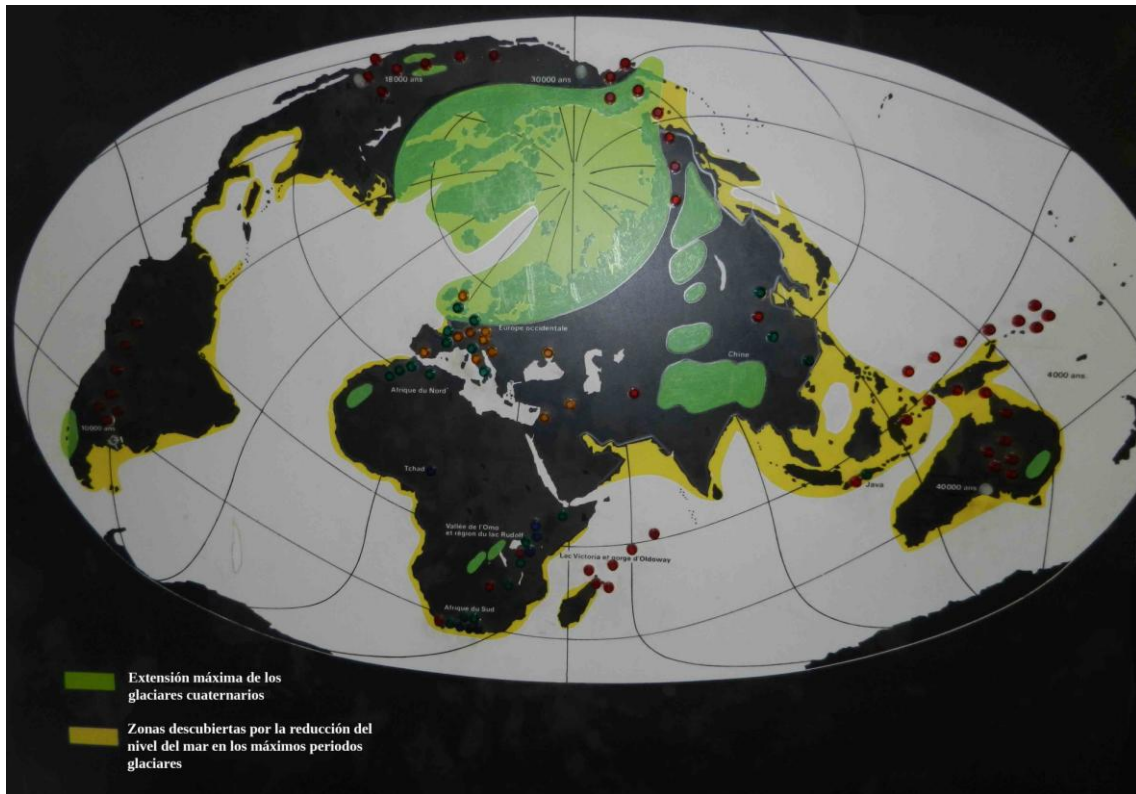 18 000 ans
30 000 ans
Europe occidentale
Chine
Afrique du Nord
4 000 ans.
10 000 ans
Tchad
Java
40 000 ans.
Vallée de l'Omo
et région du lac Rudolf
Lac Victoria et gorge d'Oldoway
Afrique du Sud
Extensión máxima de los
glaciares cuaternarios
Zonas descubiertas por la reducción del
nivel del mar en los máximos periodos
glaciares